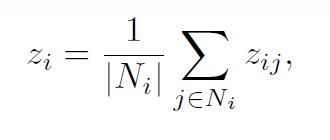 $z_i = \frac{1}{|N_i|} \sum_{j \in N_i} z_{ij},$